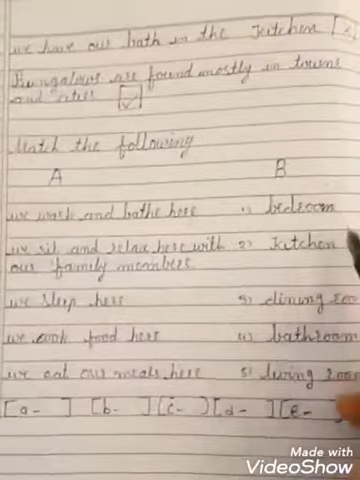 we have our bath in the kitchen [x]
Bungalows are found mostly in towns
and cities [✓]
Match the following
A B
we wash and bathe here 1) bedroom
we sit and relax here with 2) Kitchen
our family members.
we sleep here 3) dining roo
we cook food here 4) bathroom
we eat our meals here 5) living room
[a- ] [b- ] [c- ] [d- ] [e-
Made with
VideoShow